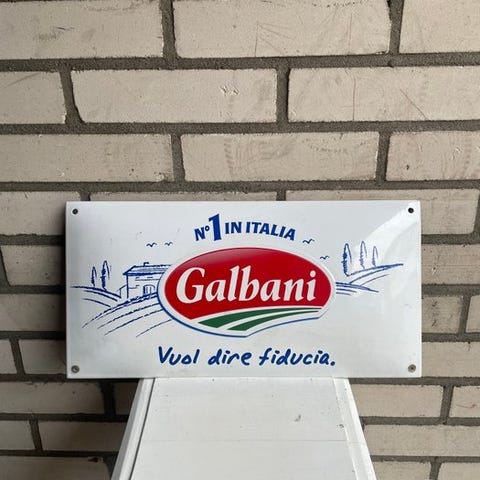 N°1 IN ITALIA
Galbani
Vuol dire fiducia.